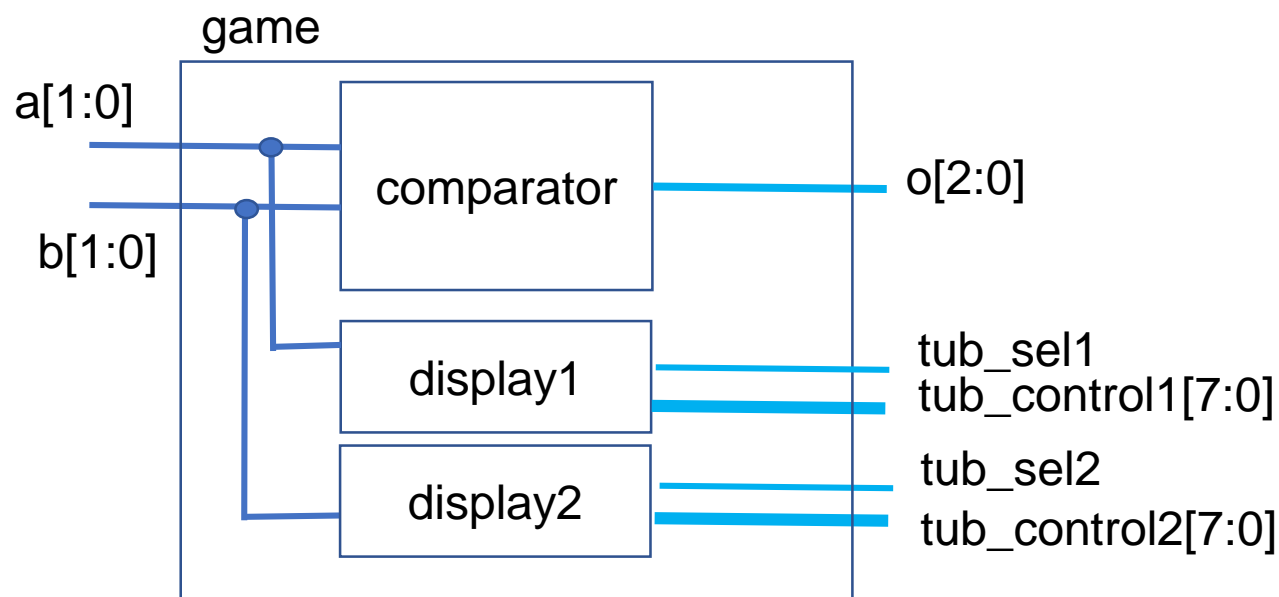 game
a[1:0]
b[1:0]
comparator
o[2:0]
display1
tub_sel1
tub_control1[7:0]
display2
tub_sel2
tub_control2[7:0]